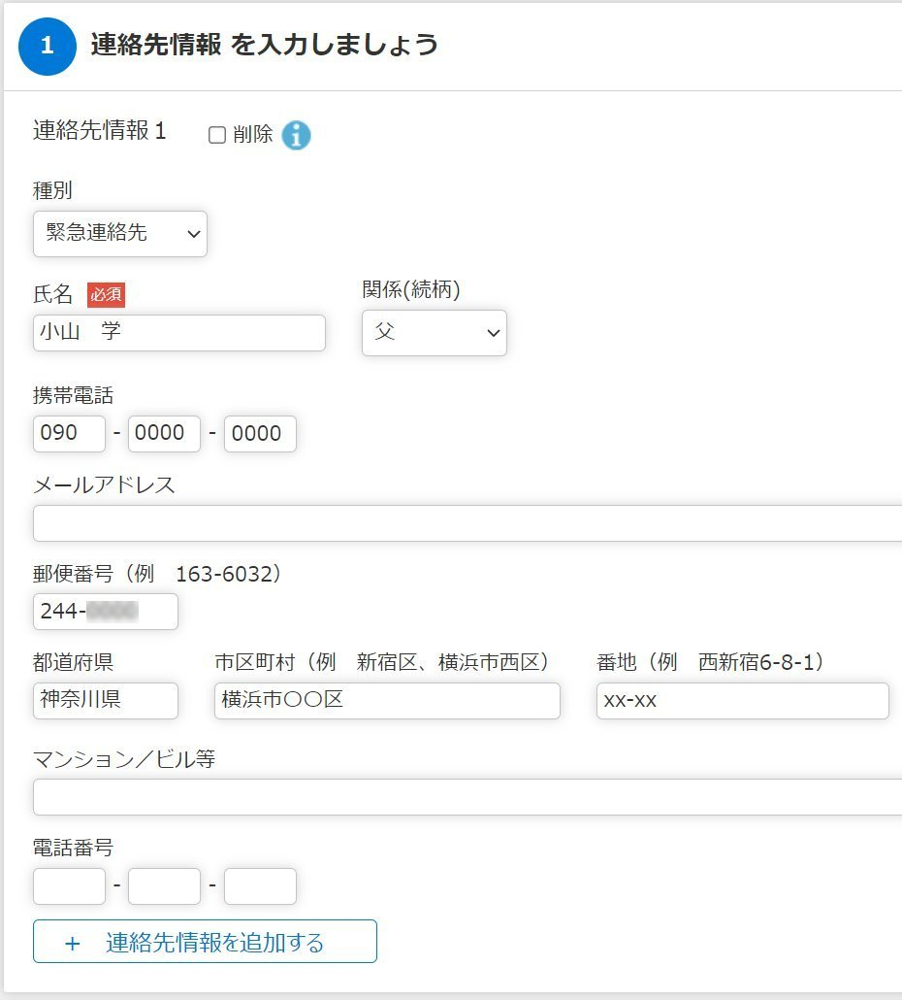 1 連絡先情報 を入力しましょう
連絡先情報1 削除
種別
緊急連絡先
氏名 必須 関係(続柄)
小山　学 父
携帯電話
090 - 0000 - 0000
メールアドレス
郵便番号（例　163-6032）
244-
都道府県 市区町村（例　新宿区、横浜市西区） 番地（例　西新宿6-8-1）
神奈川県 横浜市〇〇区 xx-xx
マンション／ビル等
電話番号
- -
+ 連絡先情報を追加する